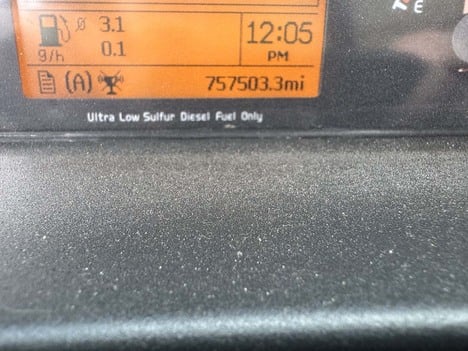 3.1
12:05
g/h 0.1
PM
(A) 757503.3mi
Ultra Low Sulfur Diesel Fuel Only
E